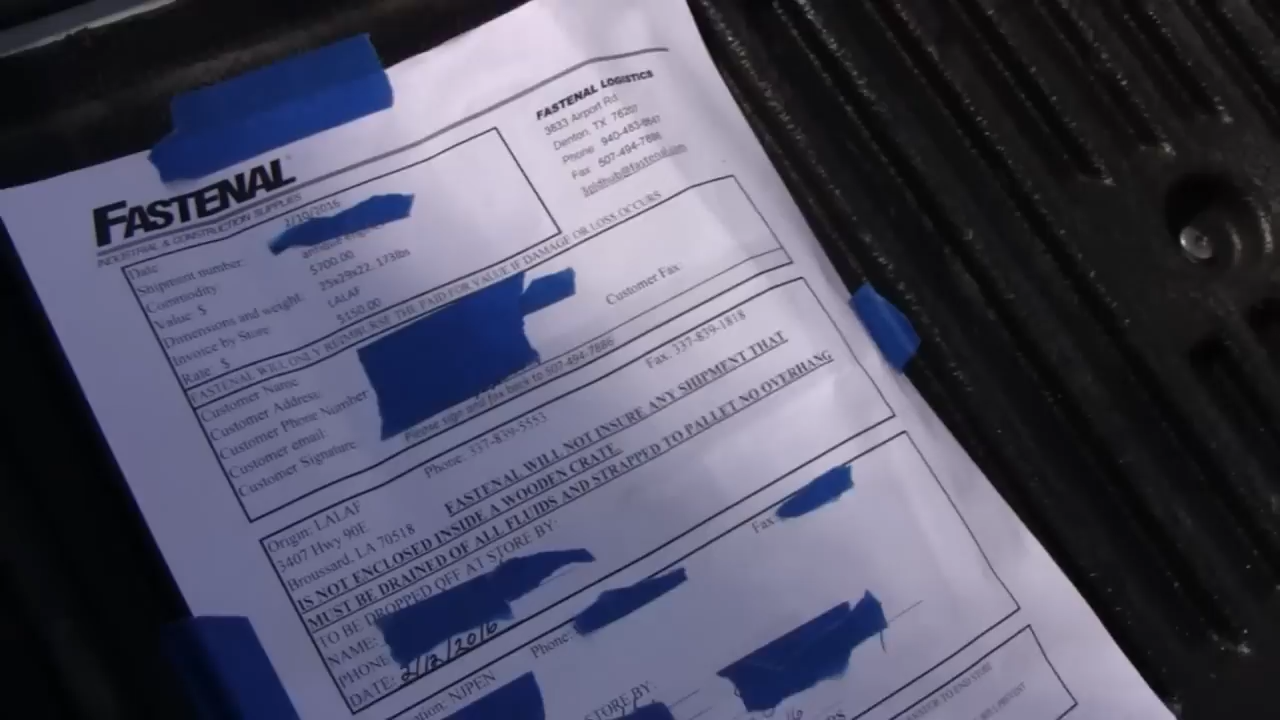 FASTENAL
INDUSTRIAL & CONSTRUCTION SUPPLIES
FASTENAL LOGISTICS
3833 Airport Rd.
Denton, TX 76207
Phone 940-483-
Fax 507-494-7886
Date 2/10/2016
Shipment number:
Commodity antique
Value $ $700.00
Dimensions and weight: 25x29x22, 173lbs
Invoice by Store LALAF
Rate $ $150.00
FASTENAL WILL ONLY REIMBURSE THE PAID FOR VALUE IF DAMAGE OR LOSS OCCURS
Customer Name
Customer Address:
Customer Phone Number Customer Fax:
Customer email:
Customer Signature: Please sign and fax back to 507-494-7886
Origin: LALAF Phone: 337-839-5553 Fax: 337-839-1818
3407 Hwy 90E
Broussard, LA 70518 FASTENAL WILL NOT INSURE ANY SHIPMENT THAT
IS NOT ENCLOSED INSIDE A WOODEN CRATE.
MUST BE DRAINED OF ALL FLUIDS AND STRAPPED TO PALLET NO OVERHANG
TO BE DROPPED OFF AT STORE BY:
NAME:
PHONE
DATE: 2/12/2016
NJPEN Phone: Fax
STORE BY: